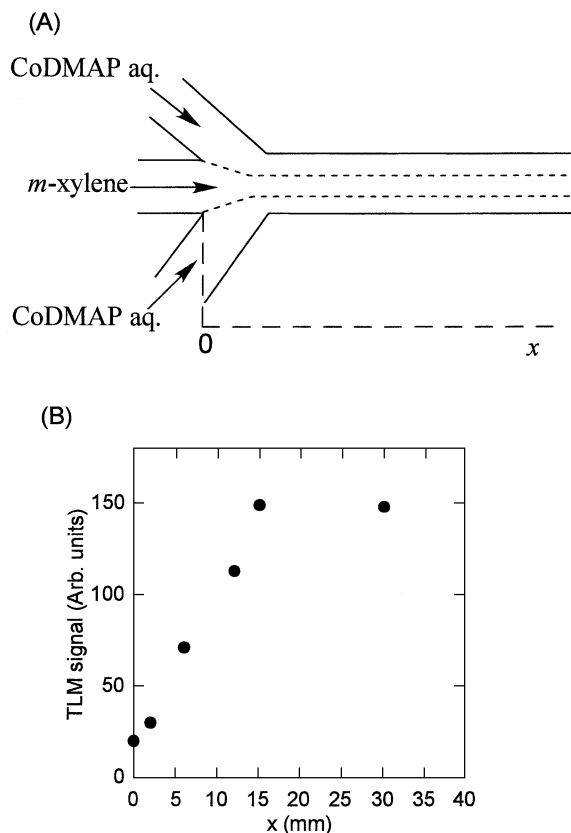 (A)
CoDMAP aq.
m-xylene
CoDMAP aq.
0
x
(B)
TLM signal (Arb. units)
150
100
50
0
0 5 10 15 20 25 30 35 40
x (mm)